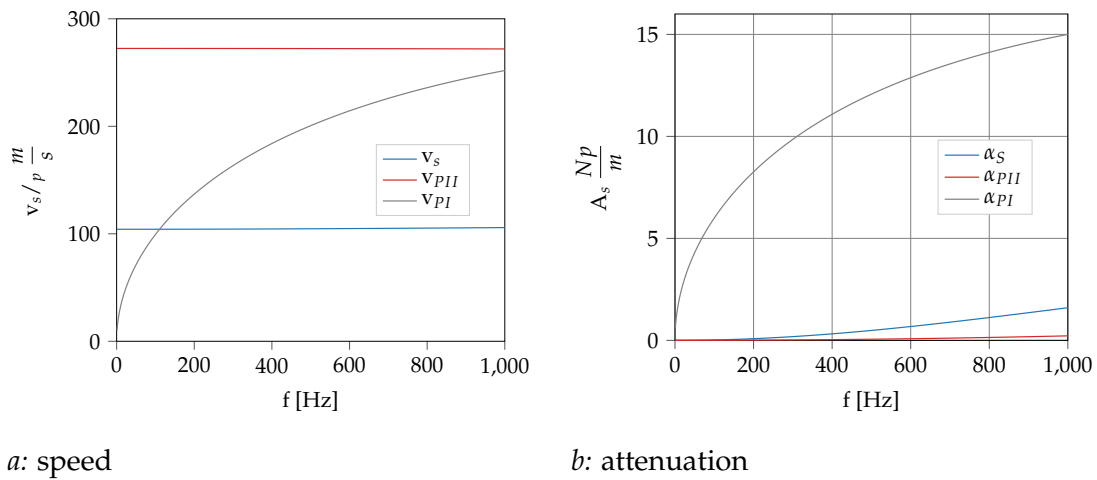 300
200
100
0
0
200
400
600
800
1,000
v_s/p m/s
f [Hz]
v_s
v_PII
v_PI
a: speed
15
10
5
0
0
200
400
600
800
1,000
A_s Np/m
f [Hz]
α_S
α_PII
α_PI
b: attenuation